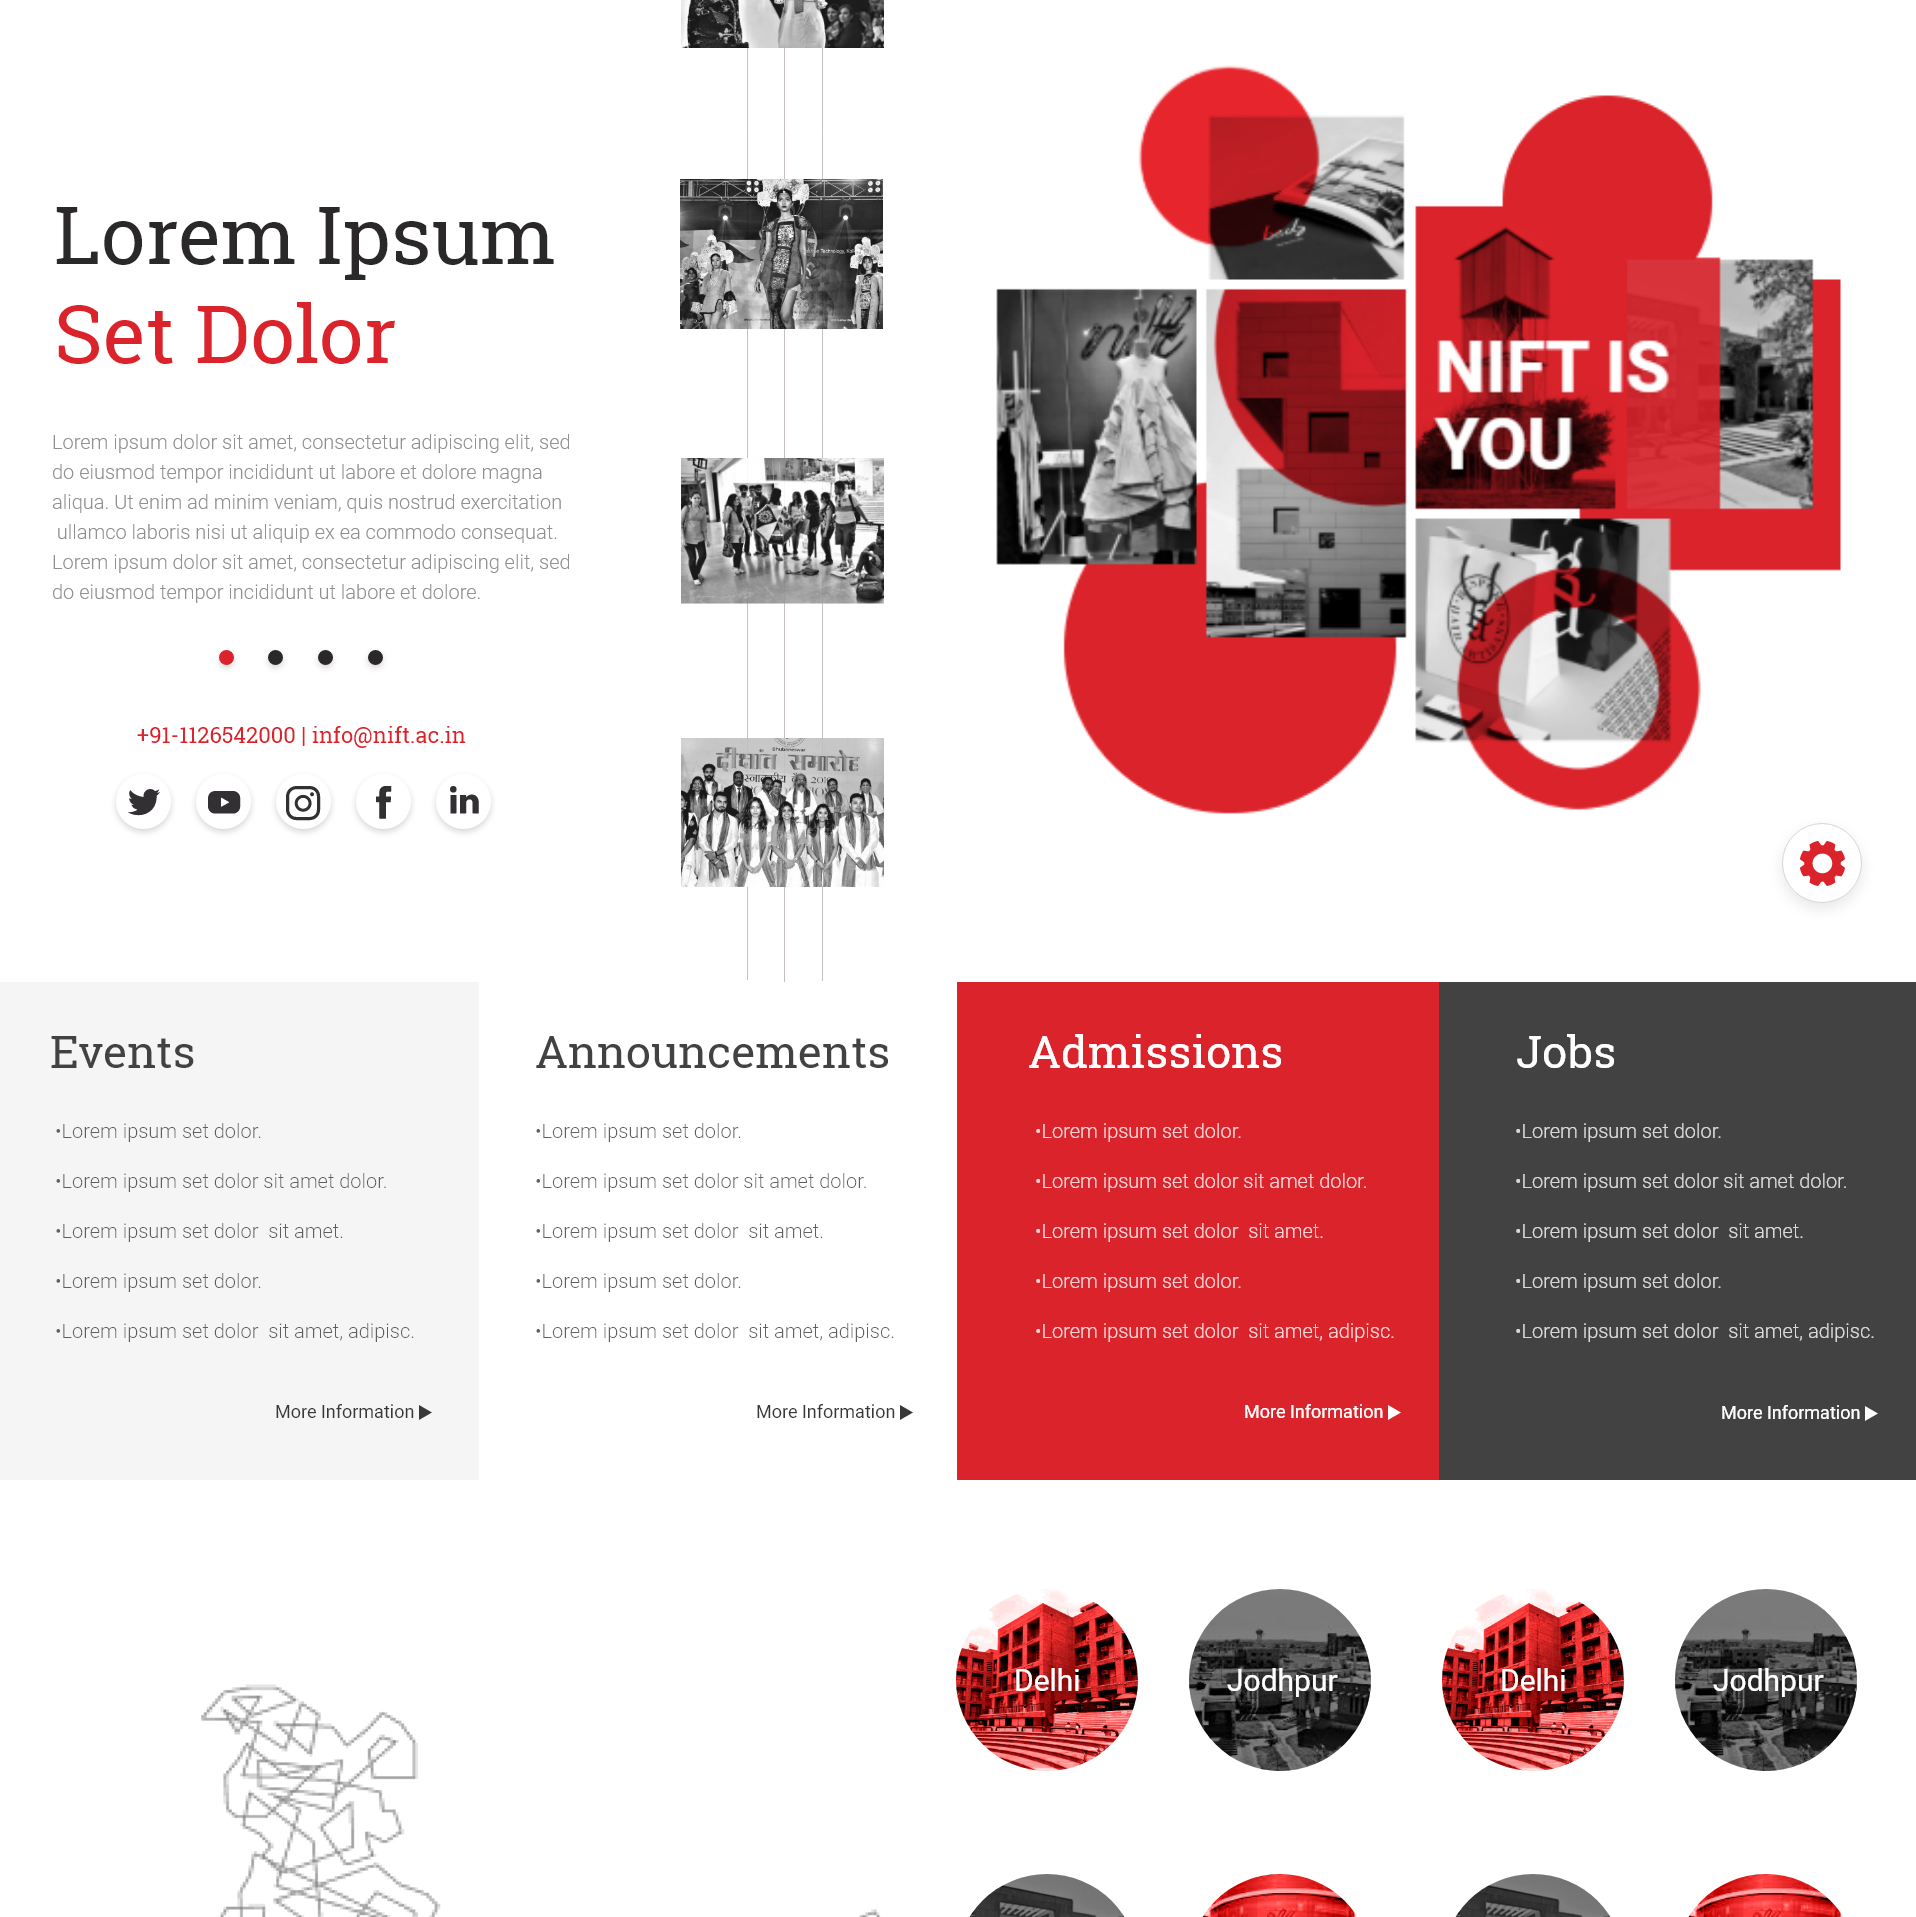 Lorem Ipsum
Set Dolor
Lorem ipsum dolor sit amet, consectetur adipiscing elit, sed
do eiusmod tempor incididunt ut labore et dolore magna
aliqua. Ut enim ad minim veniam, quis nostrud exercitation
ullamco laboris nisi ut aliquip ex ea commodo consequat.
Lorem ipsum dolor sit amet, consectetur adipiscing elit, sed
do eiusmod tempor incididunt ut labore et dolore.
+91-1126542000 | info@nift.ac.in
Bhubaneswar
दीक्षांत समारोह
nift
NIFT IS
YOU
Events
•Lorem ipsum set dolor.
•Lorem ipsum set dolor sit amet dolor.
•Lorem ipsum set dolor  sit amet.
•Lorem ipsum set dolor.
•Lorem ipsum set dolor  sit amet, adipisc.
More Information
Announcements
•Lorem ipsum set dolor.
•Lorem ipsum set dolor sit amet dolor.
•Lorem ipsum set dolor  sit amet.
•Lorem ipsum set dolor.
•Lorem ipsum set dolor  sit amet, adipisc.
More Information
Admissions
•Lorem ipsum set dolor.
•Lorem ipsum set dolor sit amet dolor.
•Lorem ipsum set dolor  sit amet.
•Lorem ipsum set dolor.
•Lorem ipsum set dolor  sit amet, adipisc.
More Information
Jobs
•Lorem ipsum set dolor.
•Lorem ipsum set dolor sit amet dolor.
•Lorem ipsum set dolor  sit amet.
•Lorem ipsum set dolor.
•Lorem ipsum set dolor  sit amet, adipisc.
More Information
Delhi
Jodhpur
Delhi
Jodhpur